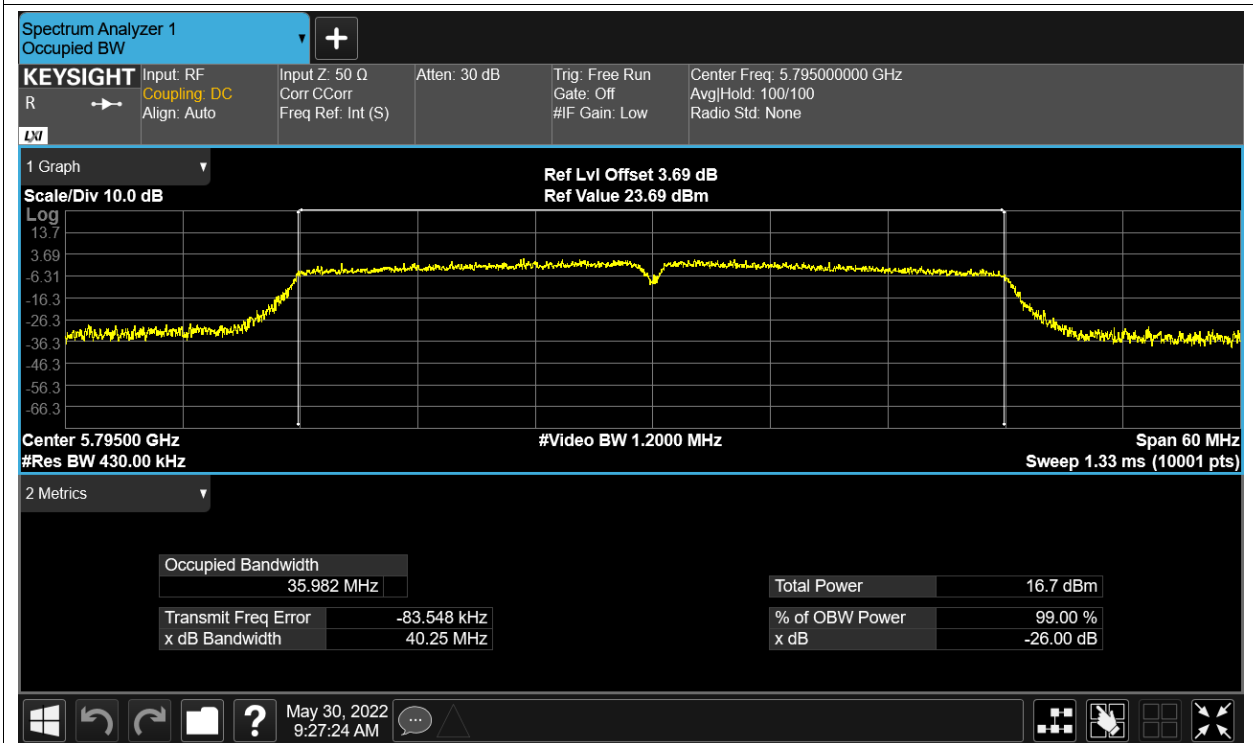 Spectrum Analyzer 1
Occupied BW
KEYSIGHT Input: RF Input Z: 50 Ω Atten: 30 dB Trig: Free Run Center Freq: 5.795000000 GHz
R Coupling: DC Corr CCorr Gate: Off Avg|Hold: 100/100
Align: Auto Freq Ref: Int (S) #IF Gain: Low Radio Std: None
LXI
1 Graph
Ref Lvl Offset 3.69 dB
Scale/Div 10.0 dB Ref Value 23.69 dBm
Log
13.7
3.69
-6.31
-16.3
-26.3
-36.3
-46.3
-56.3
-66.3
Center 5.79500 GHz #Video BW 1.2000 MHz Span 60 MHz
#Res BW 430.00 kHz Sweep 1.33 ms (10001 pts)
2 Metrics
Occupied Bandwidth
35.982 MHz Total Power 16.7 dBm
Transmit Freq Error -83.548 kHz % of OBW Power 99.00 %
x dB Bandwidth 40.25 MHz x dB -26.00 dB
May 30, 2022
9:27:24 AM